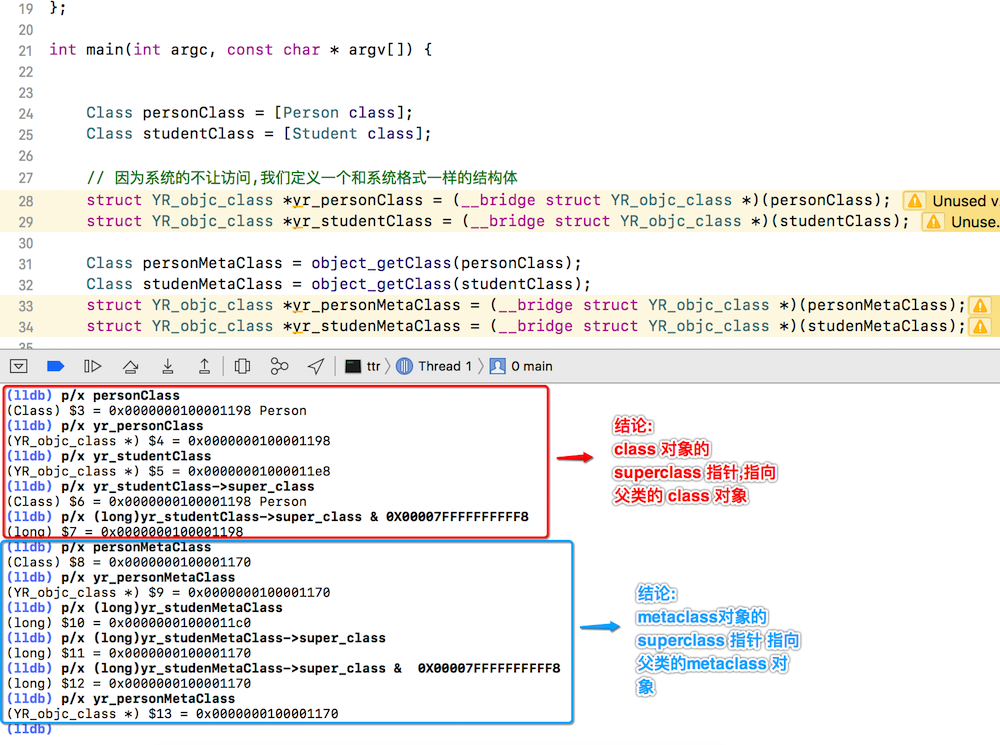 19 };
20
21 int main(int argc, const char * argv[]) {
22
23
24 Class personClass = [Person class];
25 Class studentClass = [Student class];
26
27 // 因为系统的不让访问,我们定义一个和系统格式一样的结构体
28 struct YR_objc_class *yr_personClass = (__bridge struct YR_objc_class *)(personClass); Unused v
29 struct YR_objc_class *yr_studentClass = (__bridge struct YR_objc_class *)(studentClass); Unuse.
30
31 Class personMetaClass = object_getClass(personClass);
32 Class studenMetaClass = object_getClass(studentClass);
33 struct YR_objc_class *yr_personMetaClass = (__bridge struct YR_objc_class *)(personMetaClass);
34 struct YR_objc_class *yr_studenMetaClass = (__bridge struct YR_objc_class *)(studenMetaClass);
35
ttr Thread 1 0 main
(lldb) p/x personClass
(Class) $3 = 0x0000000100001198 Person
(lldb) p/x yr_personClass
(YR_objc_class *) $4 = 0x0000000100001198
(lldb) p/x yr_studentClass
(YR_objc_class *) $5 = 0x00000001000011e8
(lldb) p/x yr_studentClass->super_class
(Class) $6 = 0x0000000100001198 Person
(lldb) p/x (long)yr_studentClass->super_class & 0X00007FFFFFFFFFF8
(long) $7 = 0x0000000100001198
结论:
class 对象的
superclass 指针,指向
父类的 class 对象
(lldb) p/x personMetaClass
(Class) $8 = 0x0000000100001170
(lldb) p/x yr_personMetaClass
(YR_objc_class *) $9 = 0x0000000100001170
(lldb) p/x (long)yr_studenMetaClass
(long) $10 = 0x00000001000011c0
(lldb) p/x (long)yr_studenMetaClass->super_class
(long) $11 = 0x0000000100001170
(lldb) p/x (long)yr_studenMetaClass->super_class &  0X00007FFFFFFFFFF8
(long) $12 = 0x0000000100001170
(lldb) p/x yr_personMetaClass
(YR_objc_class *) $13 = 0x0000000100001170
(lldb)
结论:
metaclass对象的
superclass 指针 指向
父类的metaclass 对
象